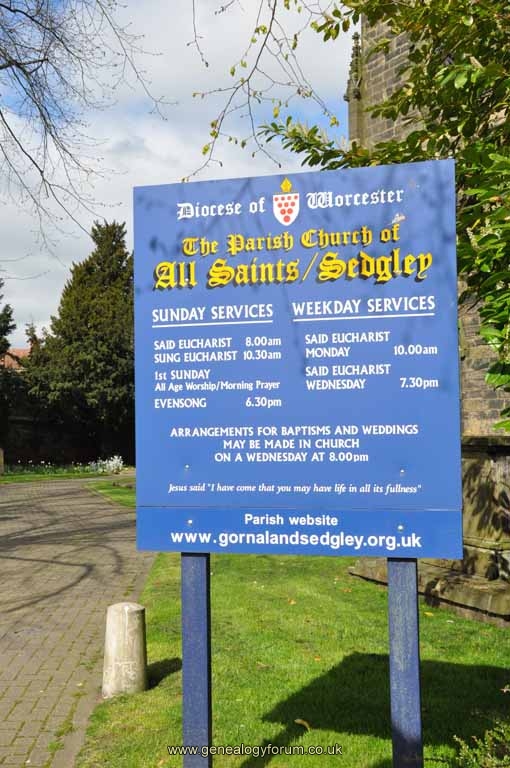 Diocese of Worcester
The Parish Church of
All Saints/Sedgley
SUNDAY SERVICES
SAID EUCHARIST 8.00am
SUNG EUCHARIST 10.30am
1st SUNDAY
All Age Worship/Morning Prayer
EVENSONG 6.30pm
WEEKDAY SERVICES
SAID EUCHARIST
MONDAY 10.00am
SAID EUCHARIST
WEDNESDAY 7.30pm
ARRANGEMENTS FOR BAPTISMS AND WEDDINGS
MAY BE MADE IN CHURCH
ON A WEDNESDAY AT 8.00pm
Jesus said "I have come that you may have life in all its fullness"
Parish website
www.gornalandsedgley.org.uk
www.genealogyforum.co.uk